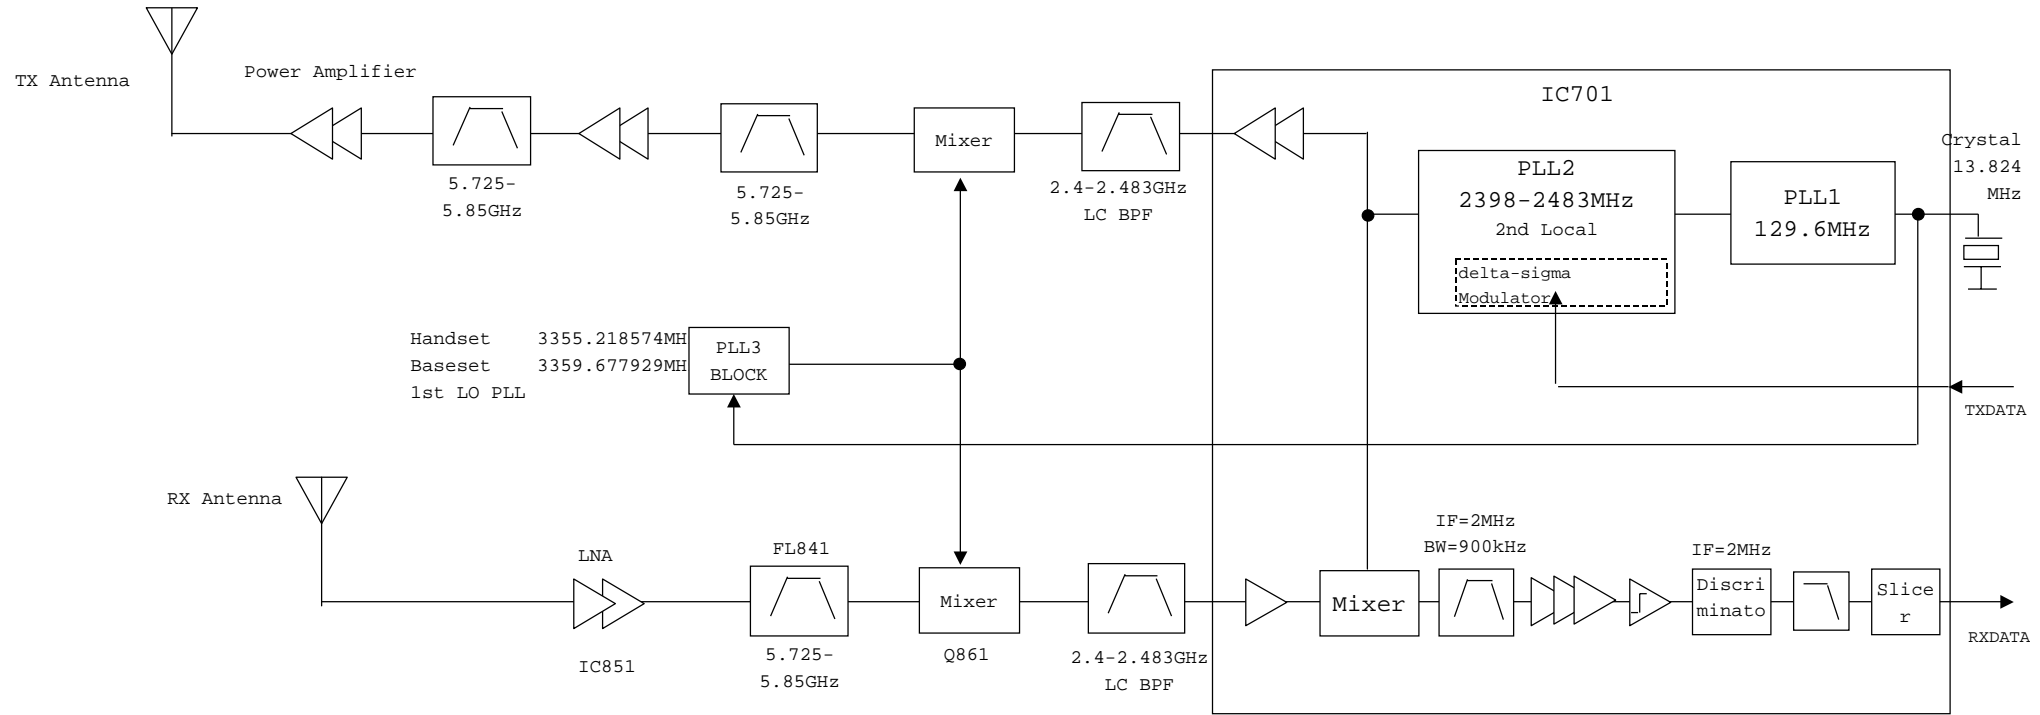 TX Antenna
Power Amplifier
5.725-
5.85GHz
5.725-
5.85GHz
Mixer
2.4-2.483GHz
LC BPF
IC701
PLL2
2398-2483MHz
2nd Local
delta-sigma
Modulator
PLL1
129.6MHz
Crystal
13.824
MHz
Handset 3355.218574MH
Baseset 3359.677929MH
1st LO PLL
PLL3
BLOCK
TXDATA
RX Antenna
LNA
IC851
FL841
5.725-
5.85GHz
Mixer
Q861
2.4-2.483GHz
LC BPF
Mixer
IF=2MHz
BW=900kHz
IF=2MHz
Discri
minato
Slice
r
RXDATA